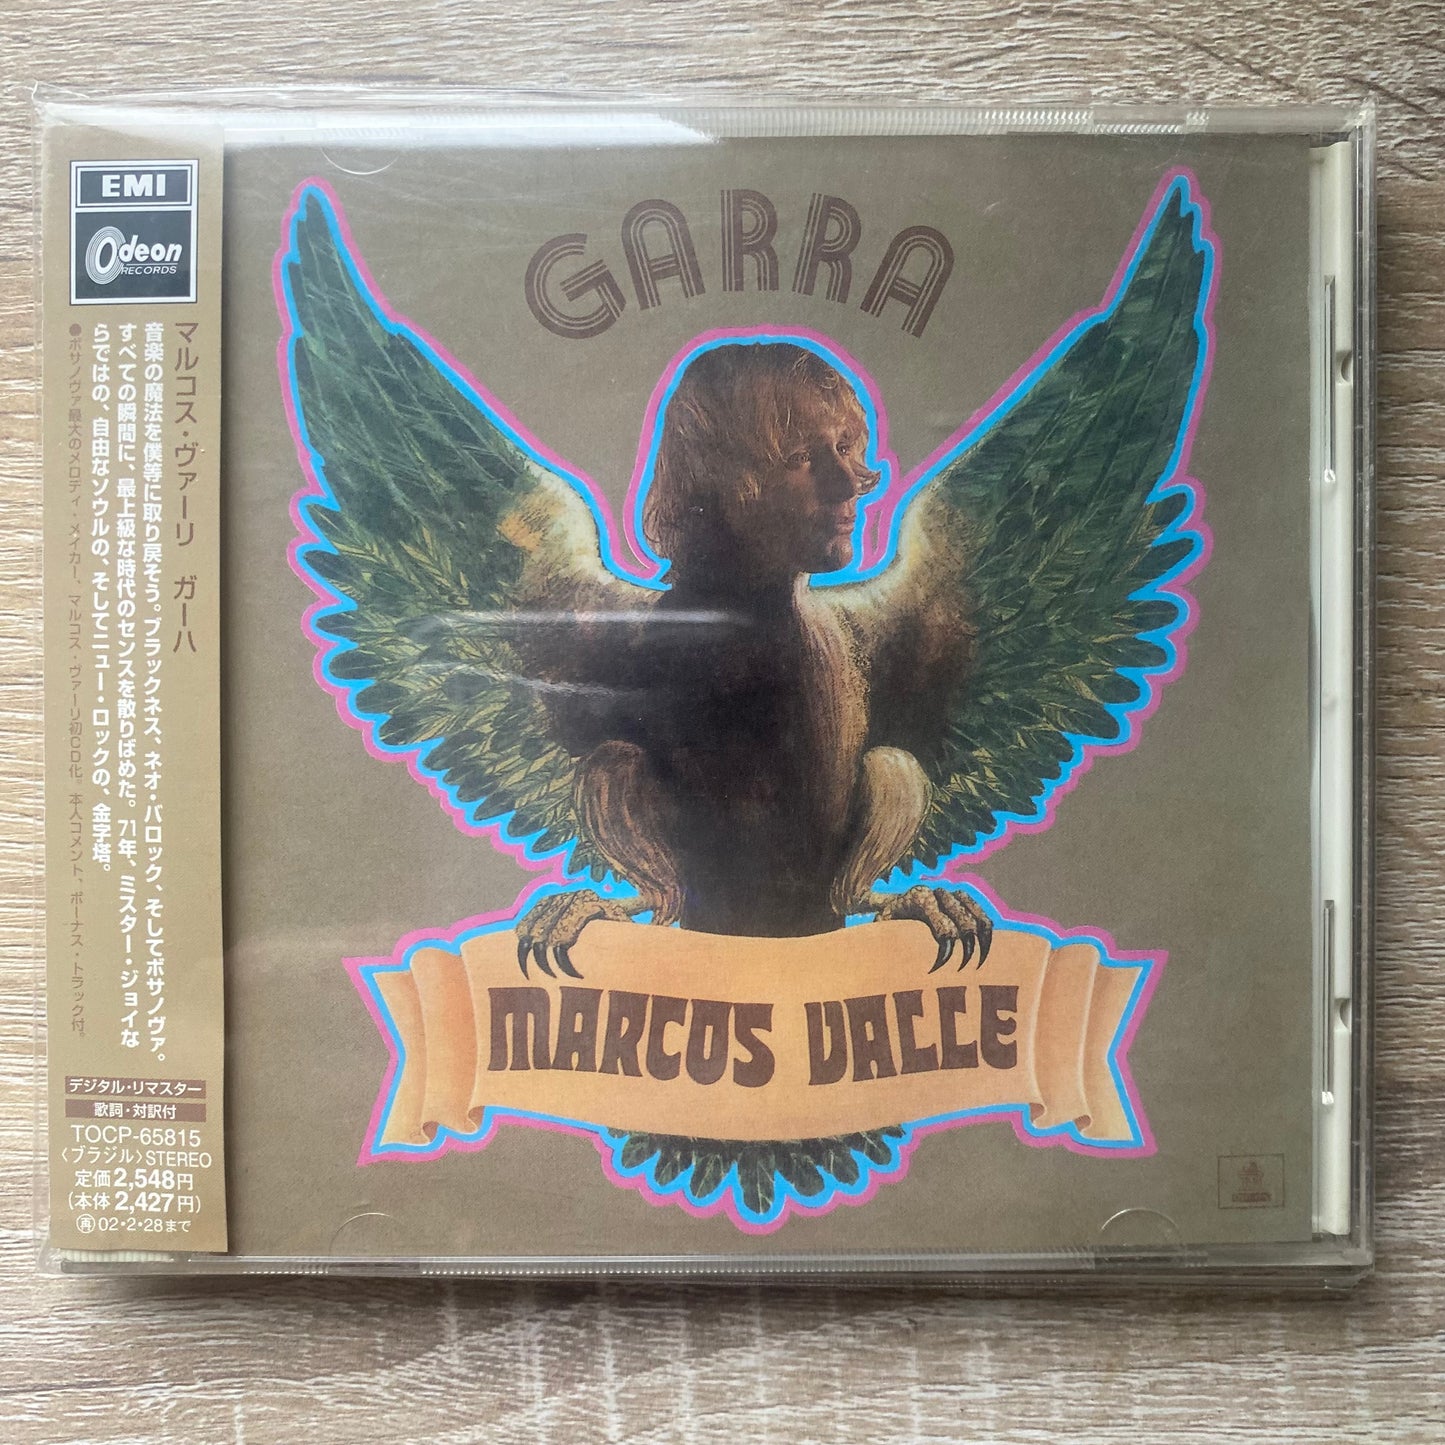 EMI
Odeon
RECORDS
マルコス・ヴァーリ　ガーハ
音楽の魔法を僕等に取り戻そう。ブラックネス、ネオ・バロック、そしてボサノヴァ。
すべての瞬間に、最上級な時代のセンスを散りばめた。71年、ミスター・ジョイな
らではの、自由なソウルの、そしてニュー・ロックの、金字塔。
●ボサノヴァ最大のメロディ・メイカー、マルコス・ヴァーリ初CD化。本人コメント、ボーナス・トラック付。
デジタル・リマスター
歌詞・対訳付
TOCP-65815
〈ブラジル〉STEREO
定価2,548円
(本体2,427円)
再02・2・28まで
GARRA
MARCOS VALLE